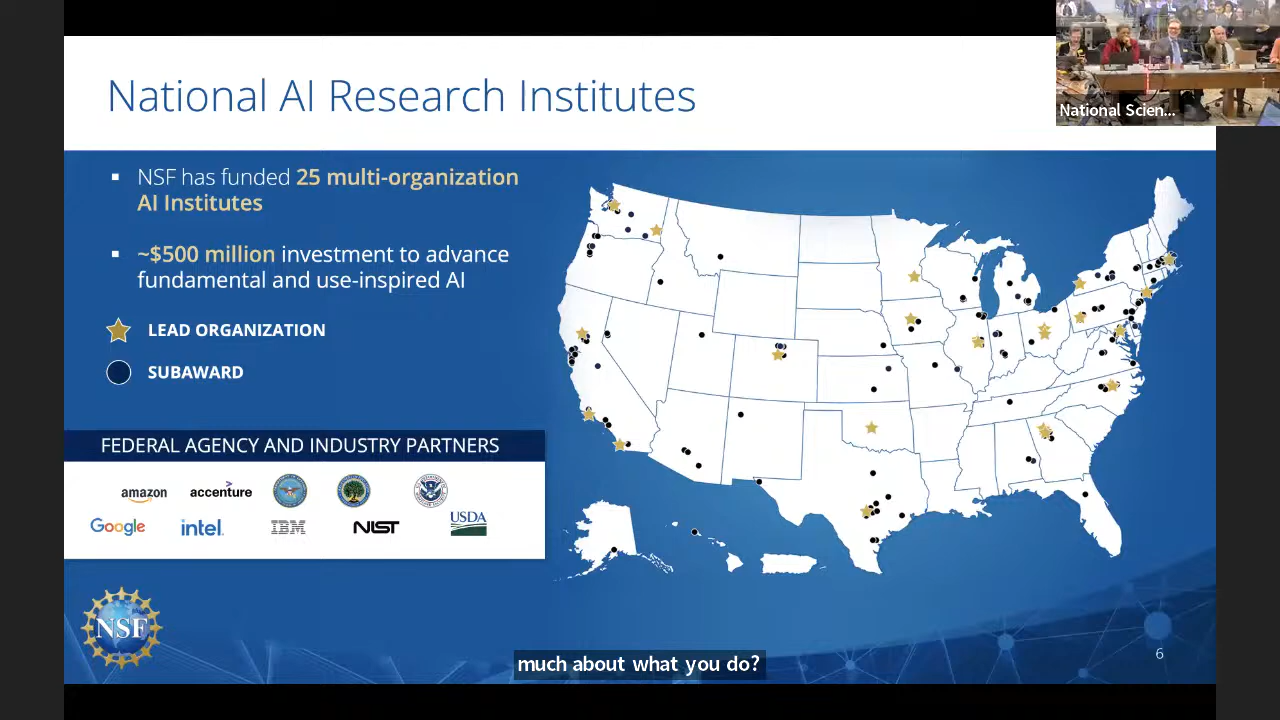 National AI Research Institutes
National Scien...
NSF has funded 25 multi-organization
AI Institutes
~$500 million investment to advance
fundamental and use-inspired AI
LEAD ORGANIZATION
SUBAWARD
FEDERAL AGENCY AND INDUSTRY PARTNERS
amazon
accenture
Google
intel.
IBM
NIST
USDA
NSF
6
much about what you do?